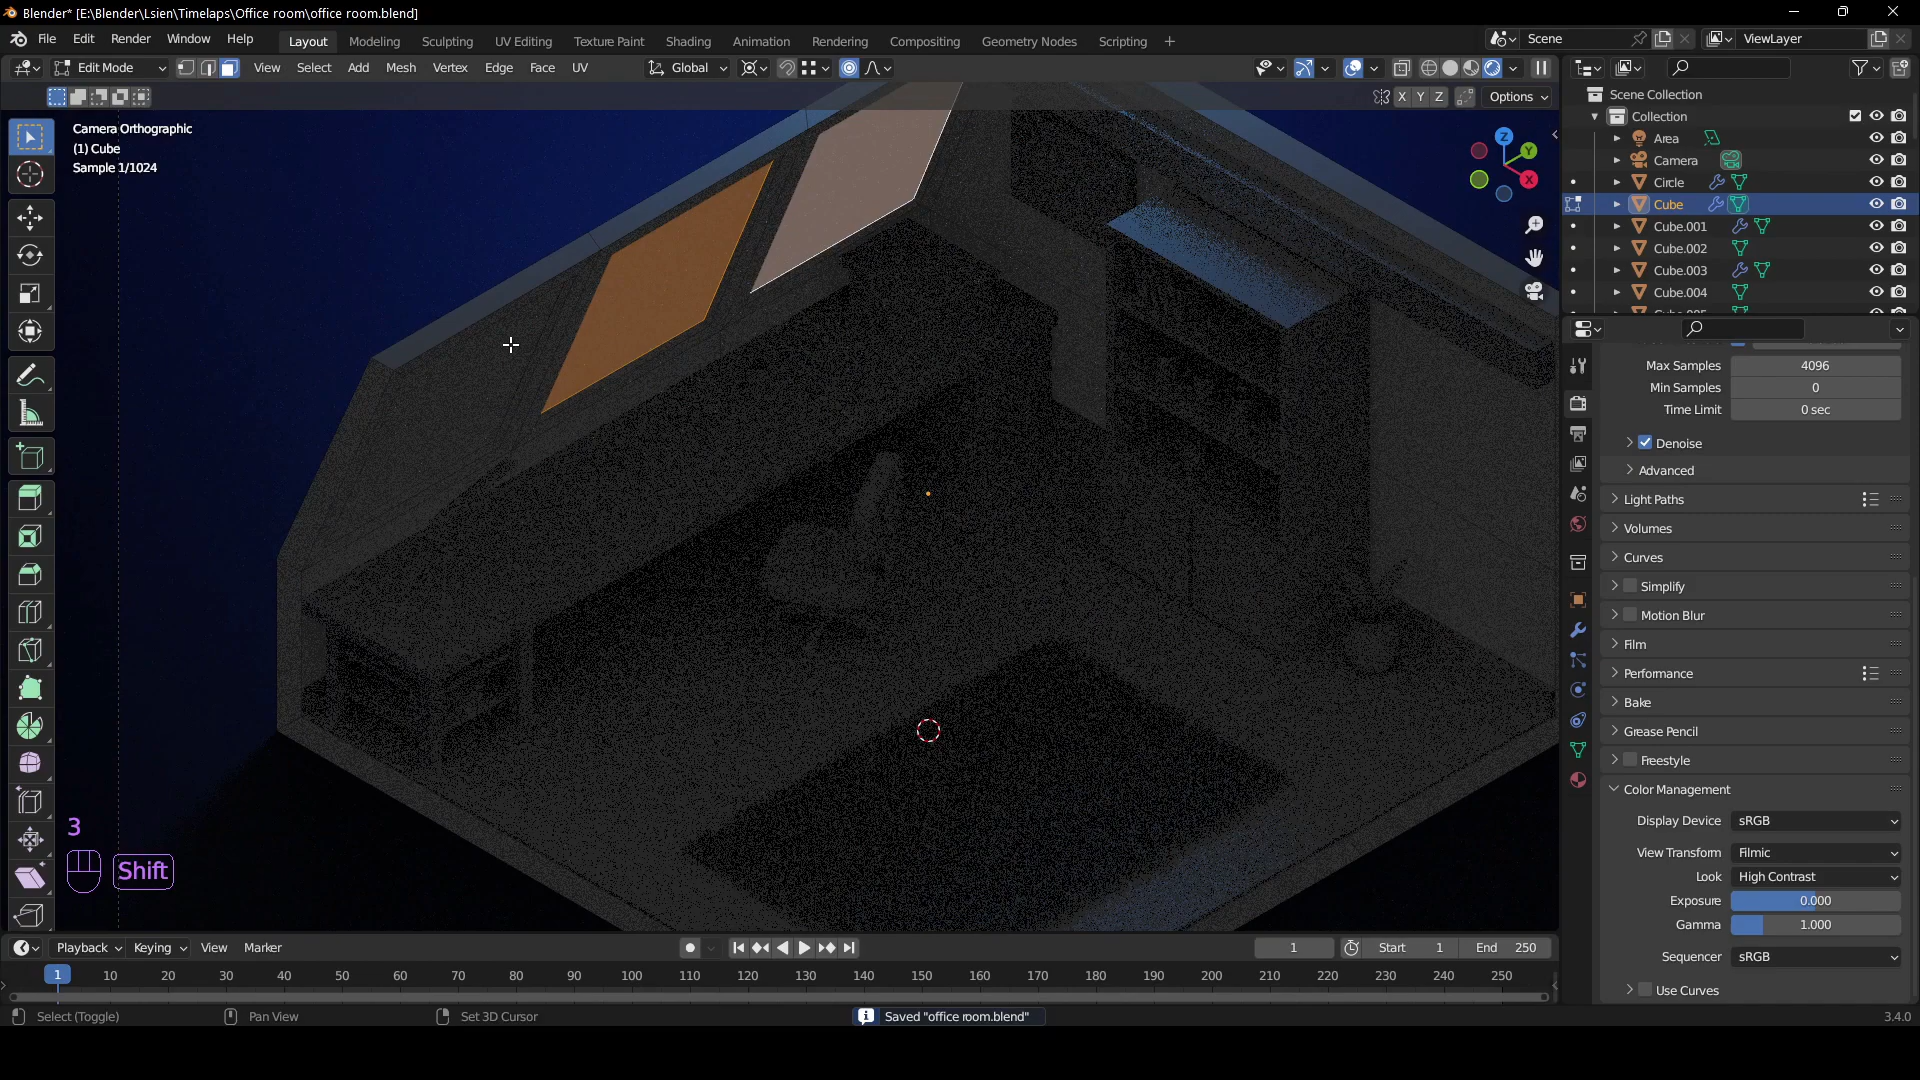 Blender* [E:\Blender\Lsien\Timelaps\Office room\office room.blend]
File Edit Render Window Help Layout Modeling Sculpting UV Editing Texture Paint Shading Animation Rendering Compositing Geometry Nodes Scripting + Scene ViewLayer
Edit Mode View Select Add Mesh Vertex Edge Face UV Global
X Y Z Options
Camera Orthographic
(1) Cube
Sample 1/1024
Z
Y
X
Scene Collection
Collection
Area
Camera
Circle
Cube
Cube.001
Cube.002
Cube.003
Cube.004
Max Samples 4096
Min Samples 0
Time Limit 0 sec
Denoise
Advanced
Light Paths
Volumes
Curves
Simplify
Motion Blur
Film
Performance
Bake
Grease Pencil
Freestyle
Color Management
Display Device sRGB
View Transform Filmic
Look High Contrast
Exposure 0.000
Gamma 1.000
Sequencer sRGB
Use Curves
3
Shift
Playback Keying View Marker 1 Start 1 End 250
1 10 20 30 40 50 60 70 80 90 100 110 120 130 140 150 160 170 180 190 200 210 220 230 240 250
Select (Toggle) Pan View Set 3D Cursor Saved "office room.blend" 3.4.0